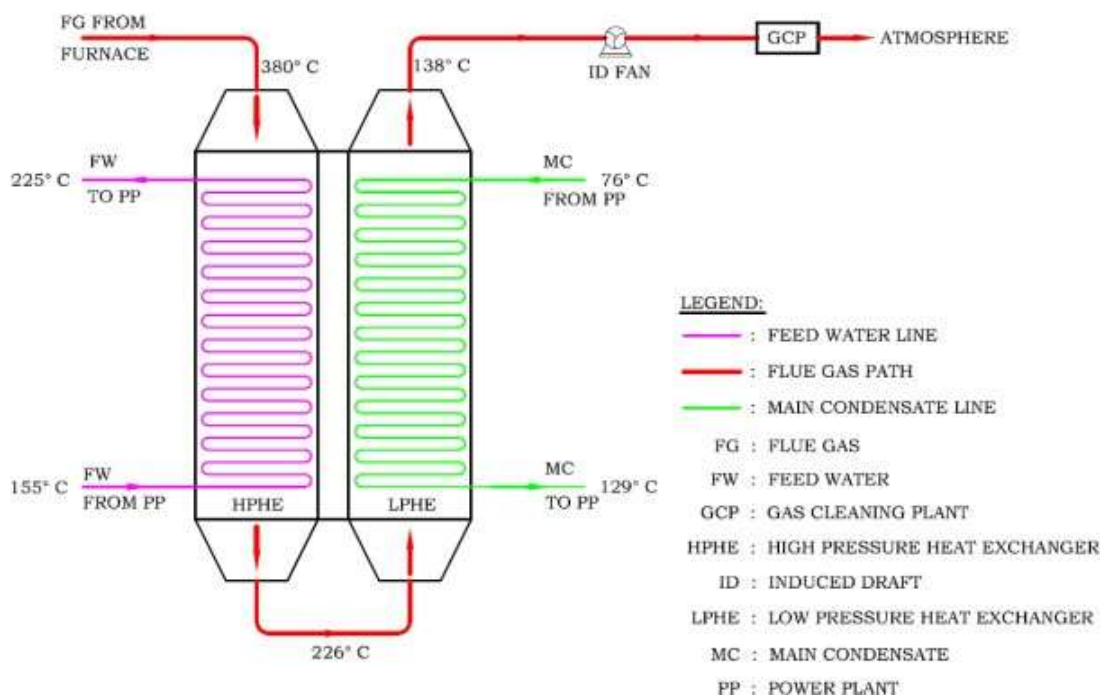 FG FROM
FURNACE
380° C
138° C
ID FAN
GCP
ATMOSPHERE
FW
225° C
TO PP
MC
76° C
FROM PP
FW
155° C
FROM PP
HPHE
LPHE
MC
129° C
TO PP
226° C
LEGEND:
: FEED WATER LINE
: FLUE GAS PATH
: MAIN CONDENSATE LINE
FG : FLUE GAS
FW : FEED WATER
GCP : GAS CLEANING PLANT
HPHE : HIGH PRESSURE HEAT EXCHANGER
ID : INDUCED DRAFT
LPHE : LOW PRESSURE HEAT EXCHANGER
MC : MAIN CONDENSATE
PP : POWER PLANT